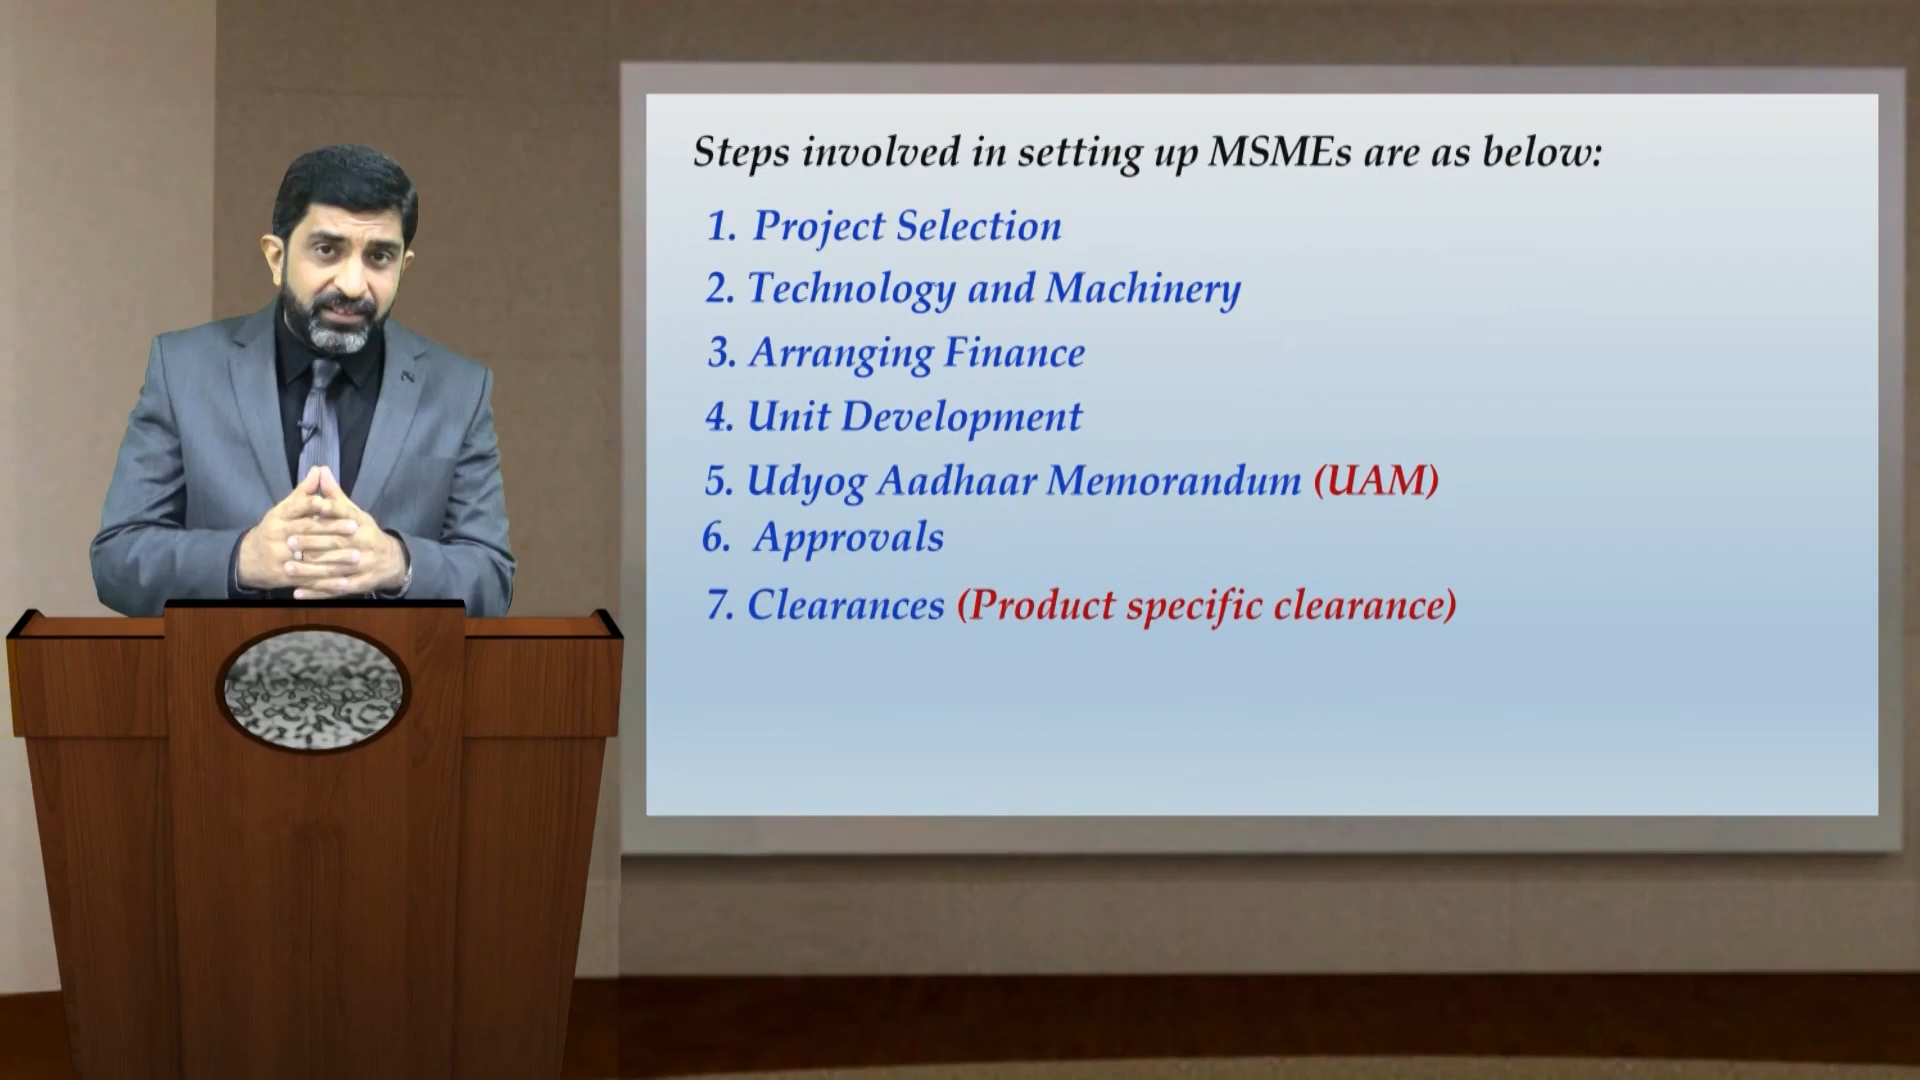 Steps involved in setting up MSMEs are as below:
1. Project Selection
2. Technology and Machinery
3. Arranging Finance
4. Unit Development
5. Udyog Aadhaar Memorandum (UAM)
6. Approvals
7. Clearances (Product specific clearance)